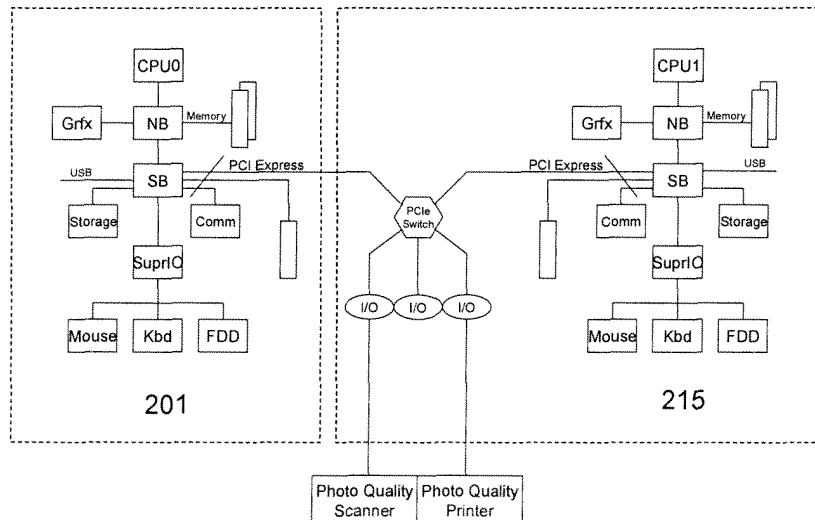 CPU0
CPU1
Grfx
NB
Memory
Grfx
NB
Memory
USB
SB
PCI Express
PCI Express
SB
USB
Storage
Comm
PCIe
Switch
Comm
Storage
SuprIO
SuprIO
I/O
I/O
I/O
Mouse
Kbd
FDD
Mouse
Kbd
FDD
201
215
Photo Quality
Scanner
Photo Quality
Printer